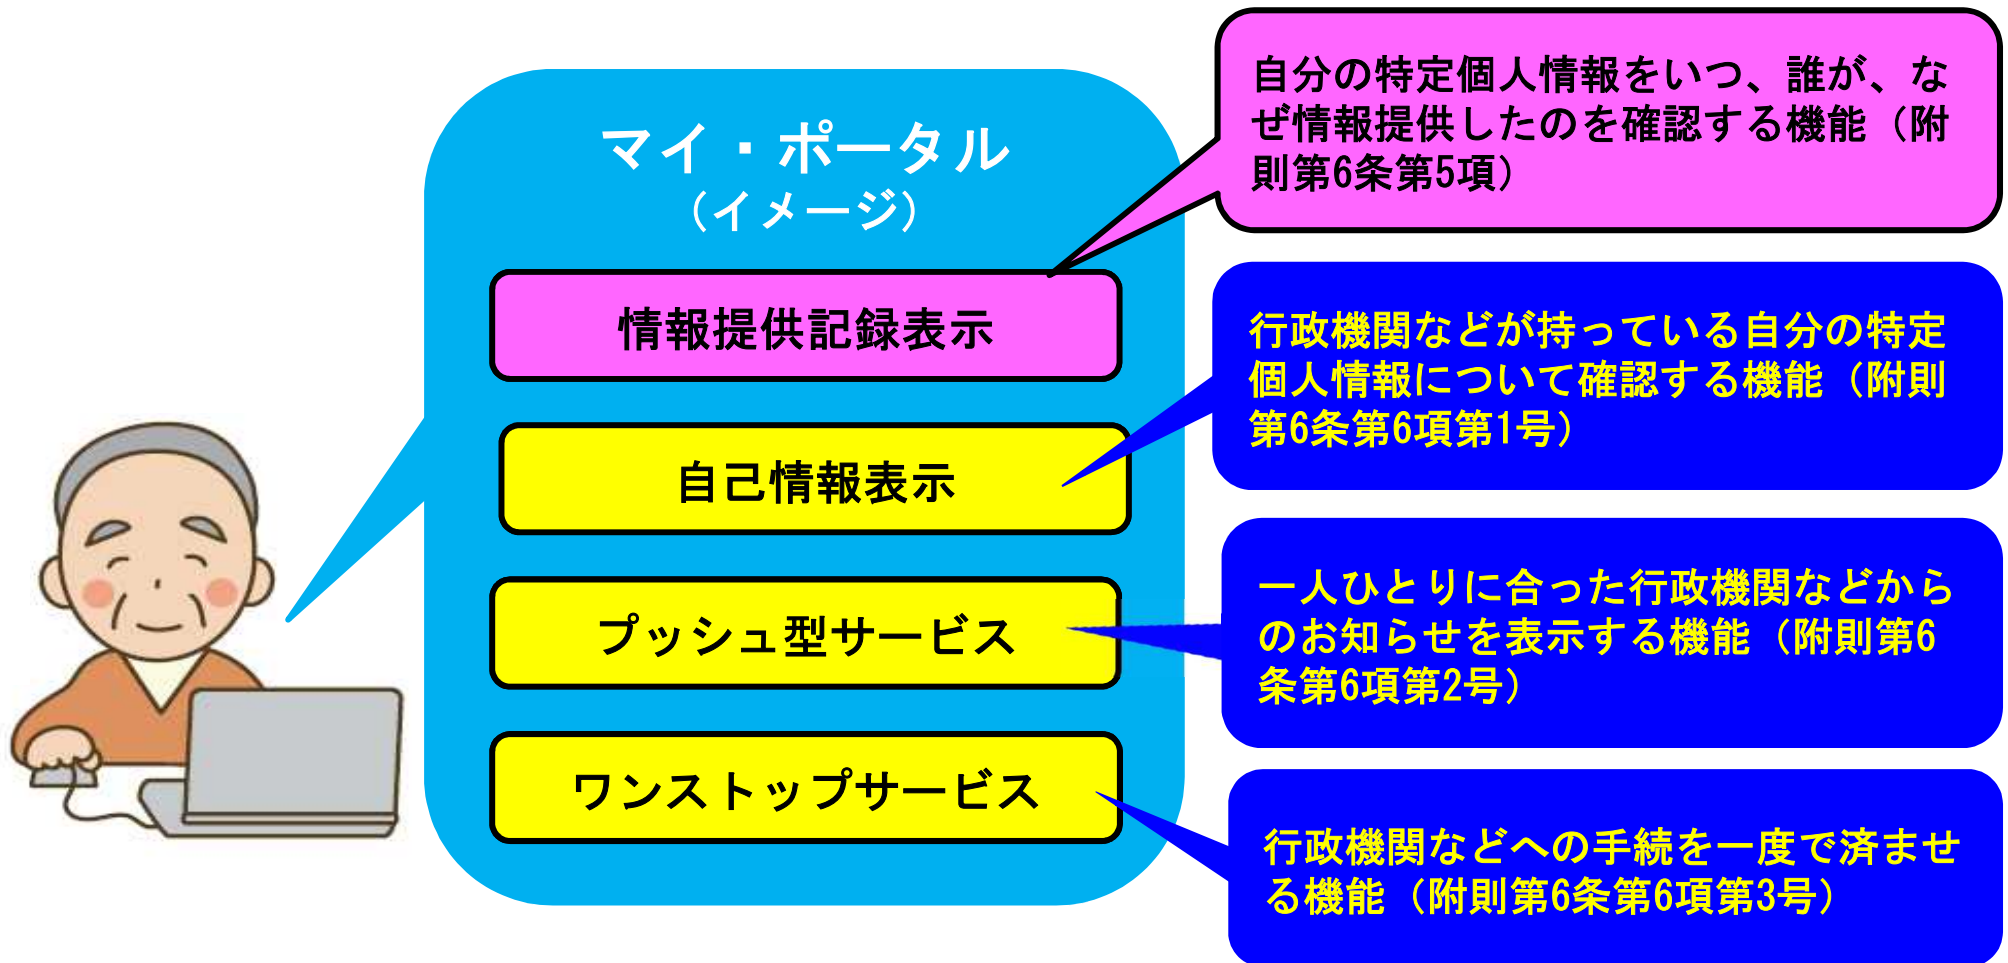 マイ・ポータル
（イメージ）
情報提供記録表示
自己情報表示
プッシュ型サービス
ワンストップサービス
自分の特定個人情報をいつ、誰が、な
ぜ情報提供したのを確認する機能（附
則第6条第5項）
行政機関などが持っている自分の特定
個人情報について確認する機能（附則
第6条第6項第1号）
一人ひとりに合った行政機関などから
のお知らせを表示する機能（附則第6
条第6項第2号）
行政機関などへの手続を一度で済ませ
る機能（附則第6条第6項第3号）